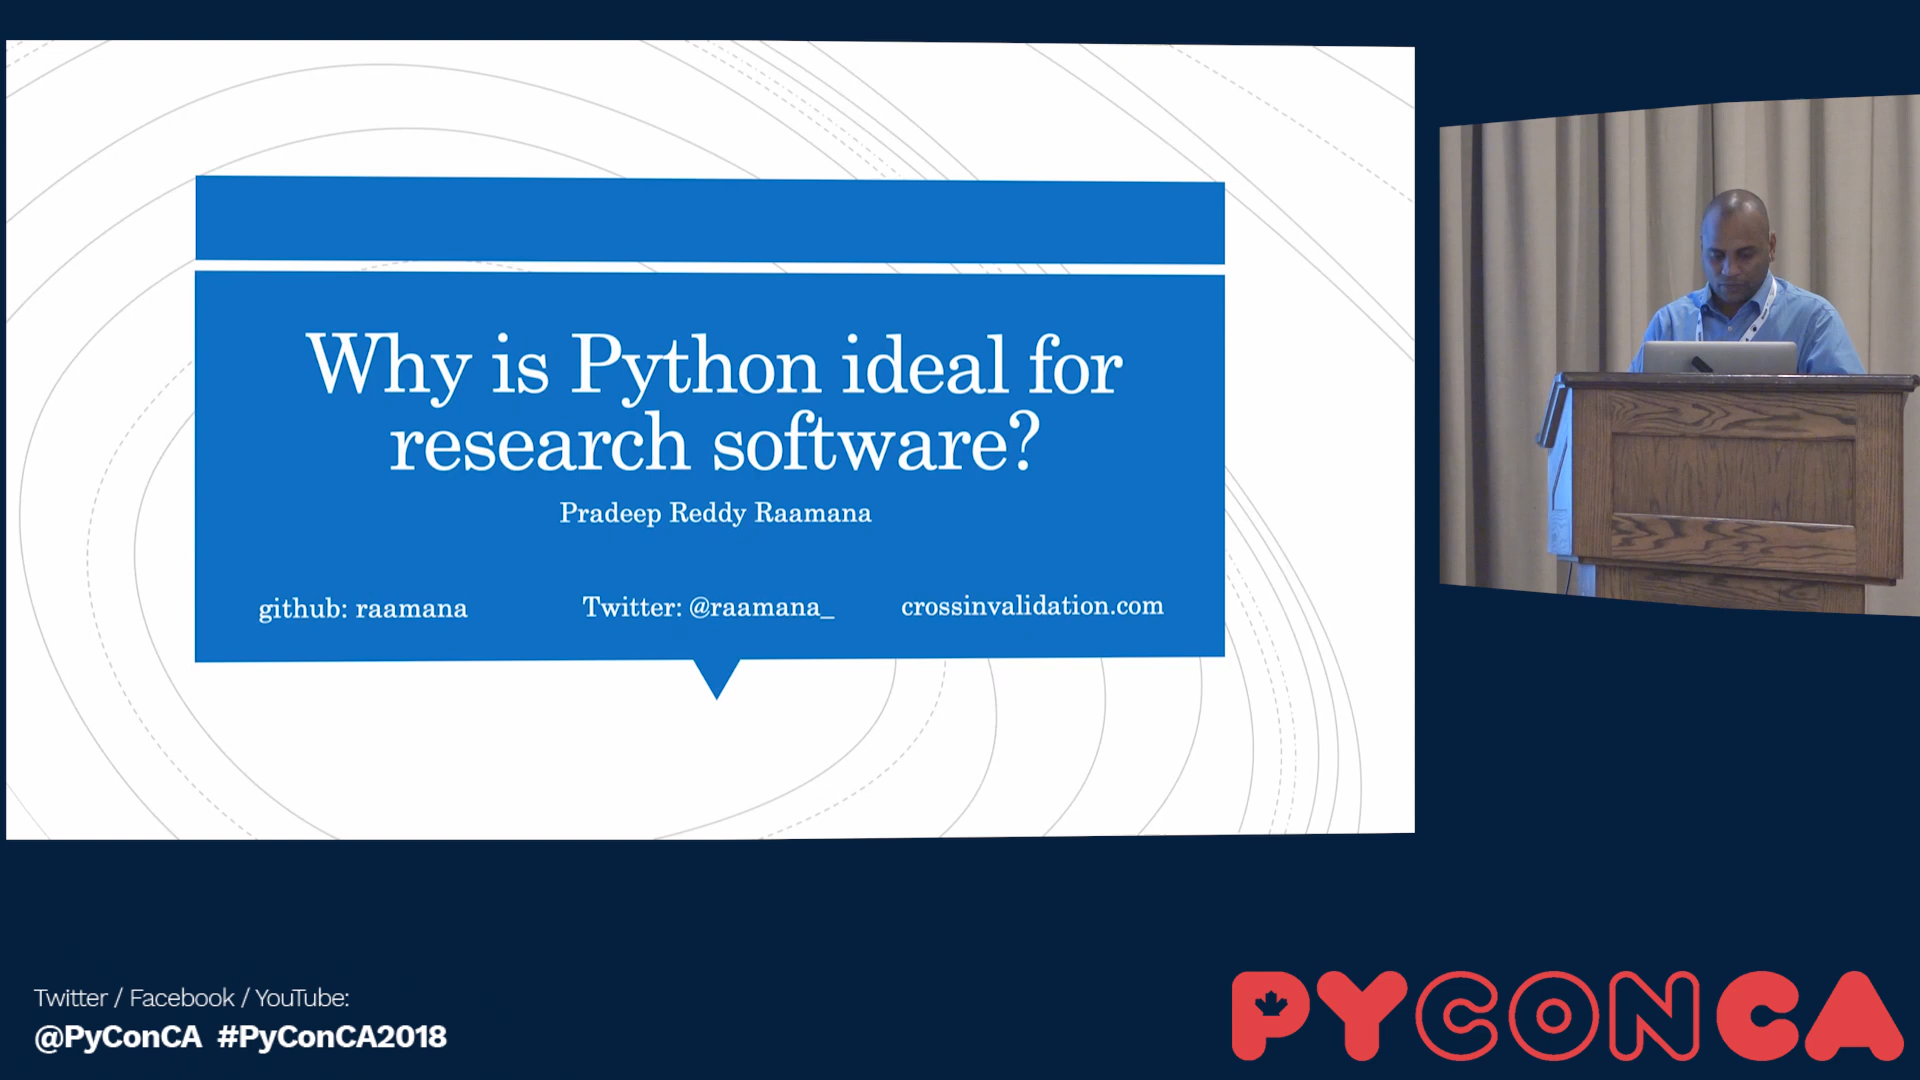 Why is Python ideal for
research software?
Pradeep Reddy Raamana
github: raamana
Twitter: @raamana_
crossinvalidation.com
Twitter / Facebook / YouTube:
@PyConCA #PyConCA2018
PYCONCA